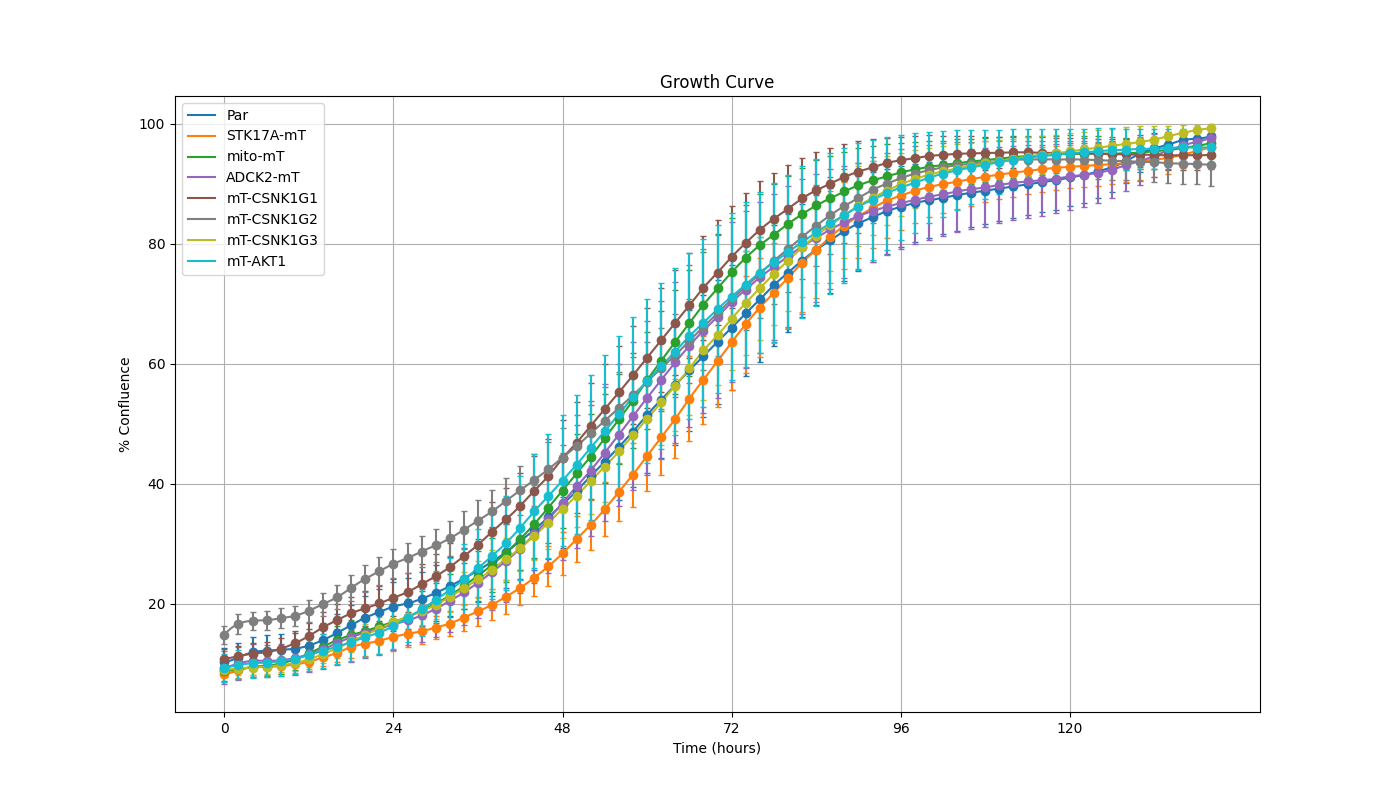 Growth Curve
Par
STK17A-mT
mito-mT
ADCK2-mT
mT-CSNK1G1
mT-CSNK1G2
mT-CSNK1G3
mT-AKT1
100
80
60
40
20
% Confluence
0 24 48 72 96 120
Time (hours)